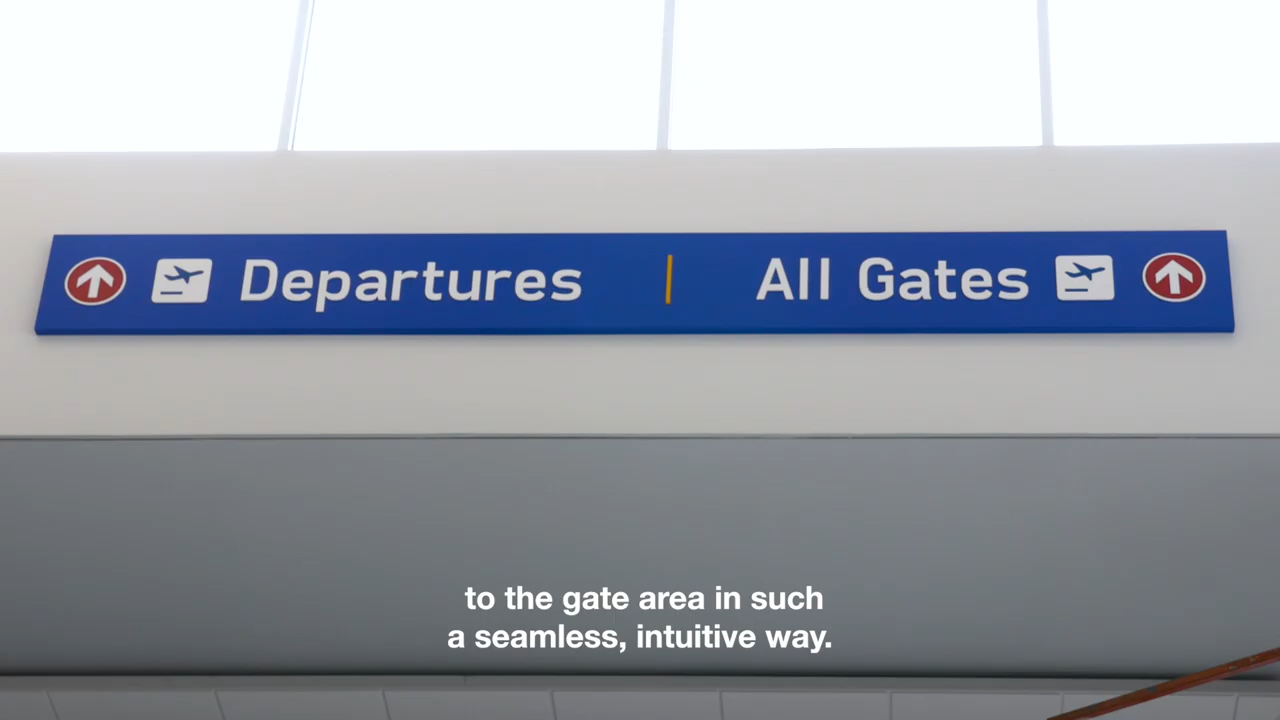 Departures | All Gates
to the gate area in such
a seamless, intuitive way.